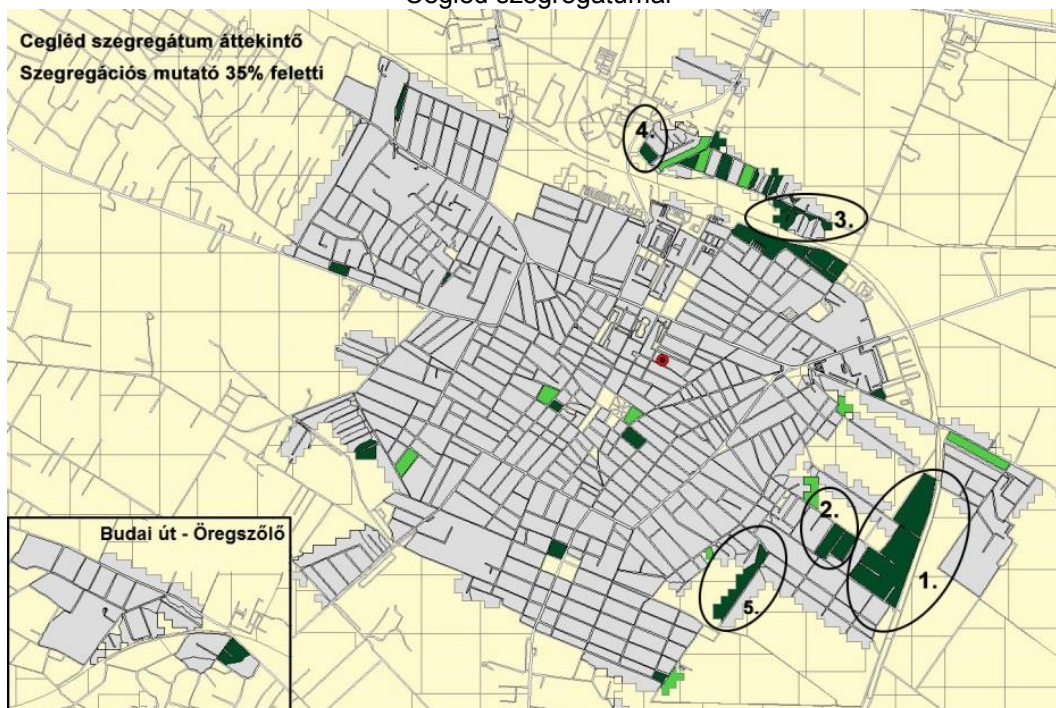 Cegléd szegregátumai
Cegléd szegregátum áttekintő
Szegregációs mutató 35% feletti
4.
3.
2.
1.
5.
Budai út - Öregszőlő